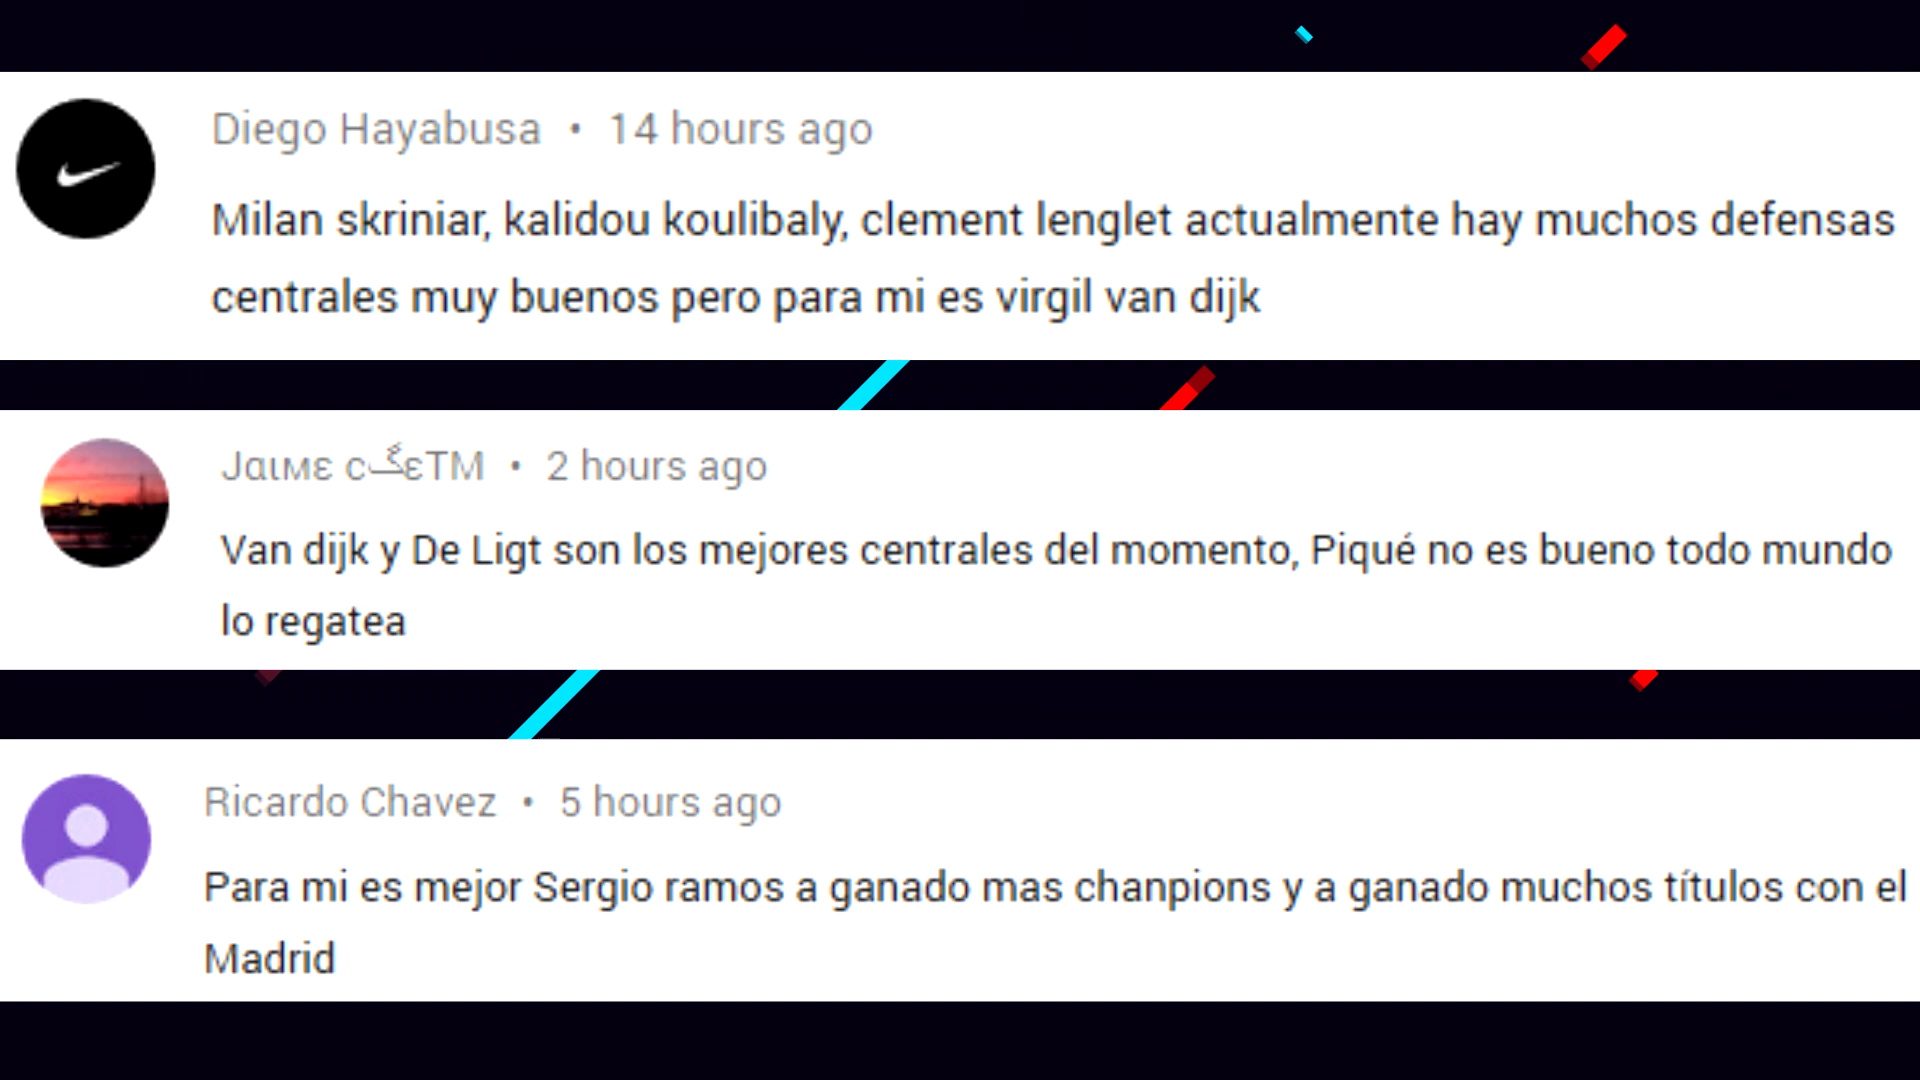 Diego Hayabusa • 14 hours ago
Milan skriniar, kalidou koulibaly, clement lenglet actualmente hay muchos defensas
centrales muy buenos pero para mi es virgil van dijk
Jαιмε cگεTM • 2 hours ago
Van dijk y De Ligt son los mejores centrales del momento, Piqué no es bueno todo mundo
lo regatea
Ricardo Chavez • 5 hours ago
Para mi es mejor Sergio ramos a ganado mas chanpions y a ganado muchos títulos con el
Madrid